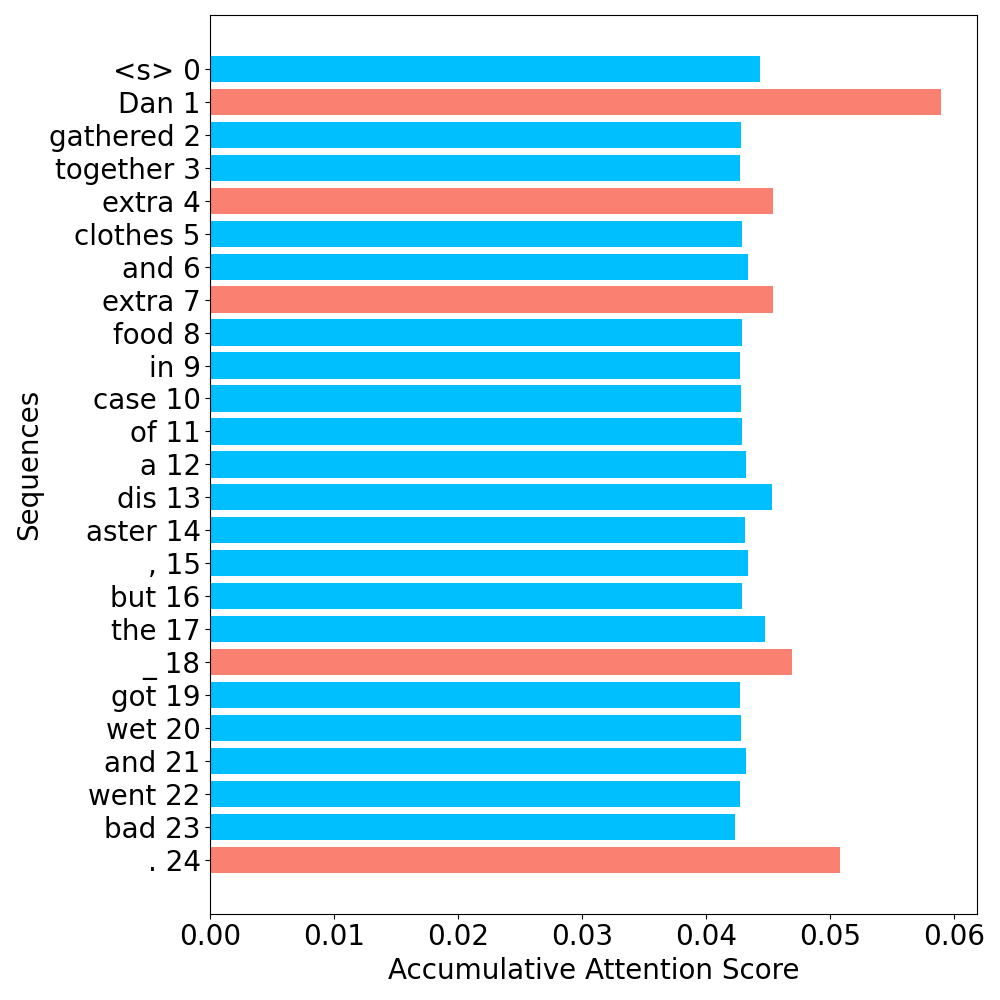 <s> 0
Dan 1
gathered 2
together 3
extra 4
clothes 5
and 6
extra 7
food 8
in 9
case 10
of 11
a 12
dis 13
aster 14
, 15
but 16
the 17
_ 18
got 19
wet 20
and 21
went 22
bad 23
. 24
Sequences
0.00 0.01 0.02 0.03 0.04 0.05 0.06
Accumulative Attention Score